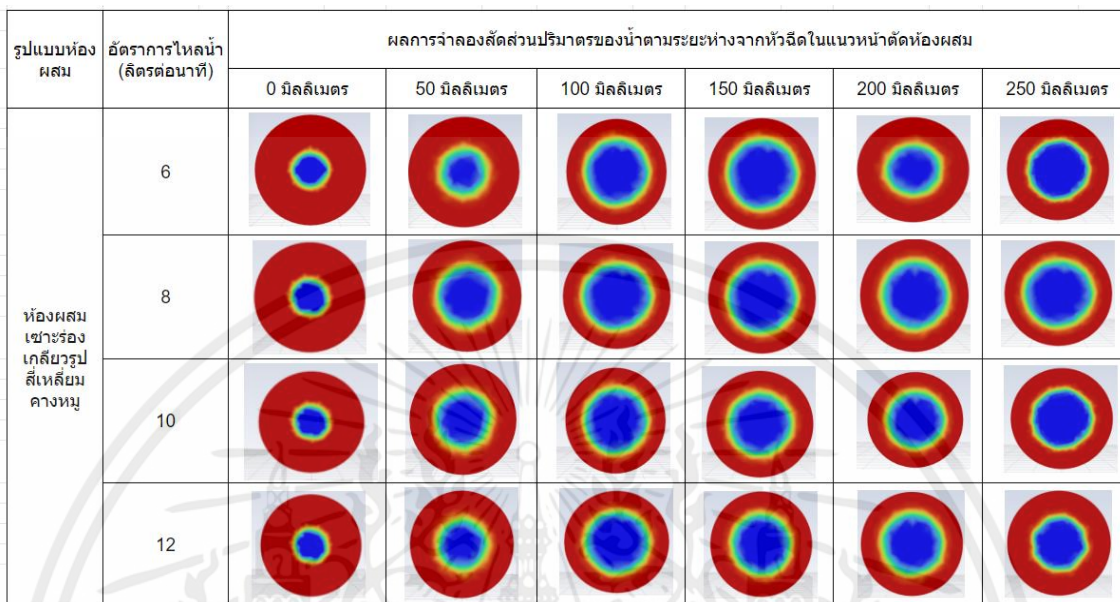 รูปแบบห้อง
ผสม
อัตราการไหลน้ำ
(ลิตรต่อนาที)
ผลการจำลองสัดส่วนปริมาตรของน้ำตามระยะห่างจากหัวฉีดในแนวหน้าตัดห้องผสม
0 มิลลิเมตร
50 มิลลิเมตร
100 มิลลิเมตร
150 มิลลิเมตร
200 มิลลิเมตร
250 มิลลิเมตร
ห้องผสม
เซาะร่อง
เกลียวรูป
สี่เหลี่ยม
คางหมู
6
8
10
12